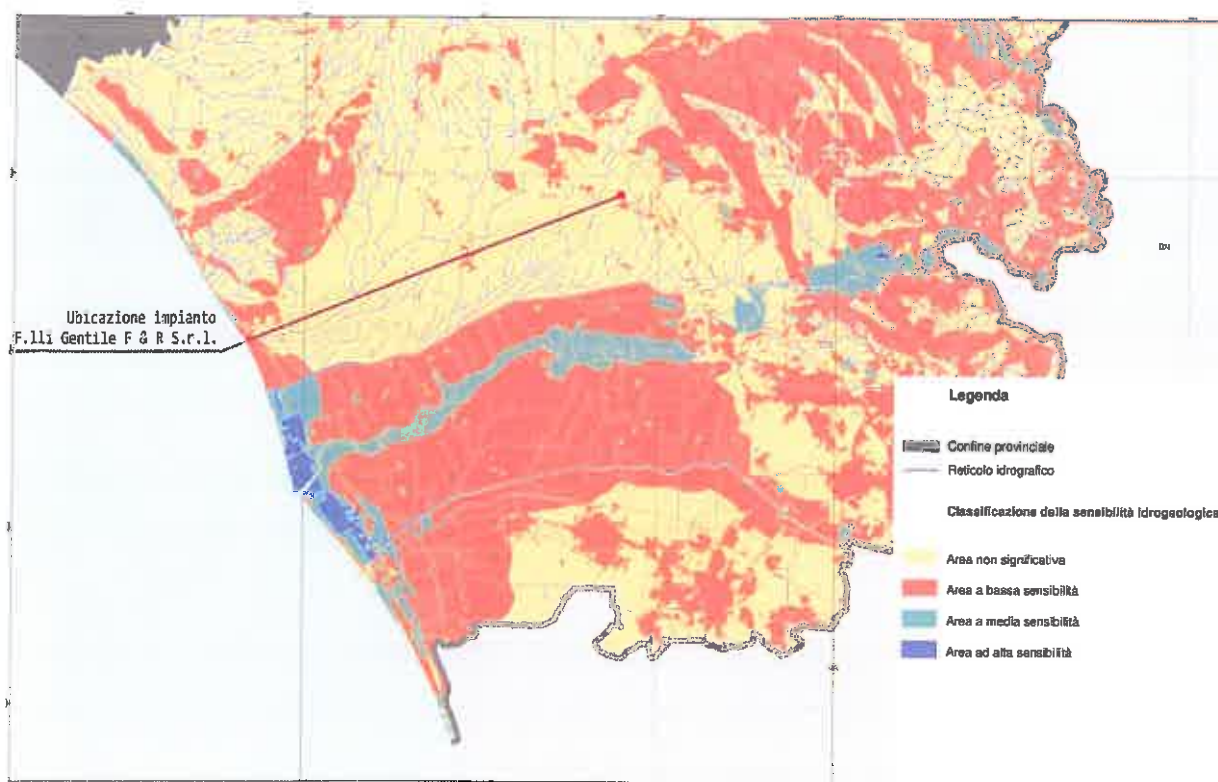 Ubicazione impianto
F.lli Gentile F & R S.r.l.
Legenda
Confine provinciale
Reticolo idrografico
Classificazione della sensibilità idrogeologica
Area non significativa
Area a bassa sensibilità
Area a media sensibilità
Area ad alta sensibilità